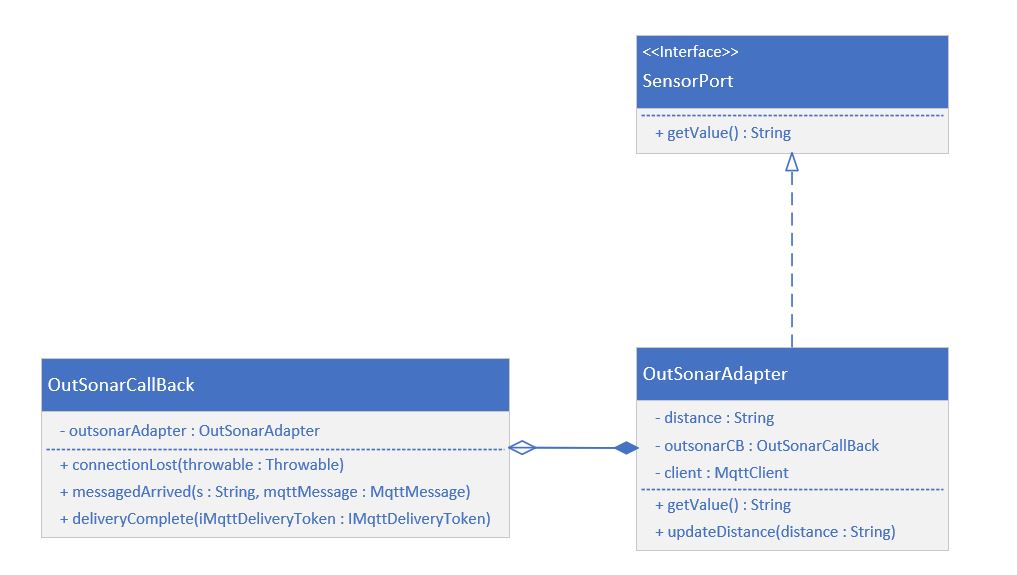 <<Interface>>
SensorPort
+ getValue() : String
OutSonarCallBack
- outsonarAdapter : OutSonarAdapter
+ connectionLost(throwable : Throwable)
+ messagedArrived(s : String, mqttMessage : MqttMessage)
+ deliveryComplete(iMqttDeliveryToken : IMqttDeliveryToken)
OutSonarAdapter
- distance : String
- outsonarCB : OutSonarCallBack
- client : MqttClient
+ getValue() : String
+ updateDistance(distance : String)